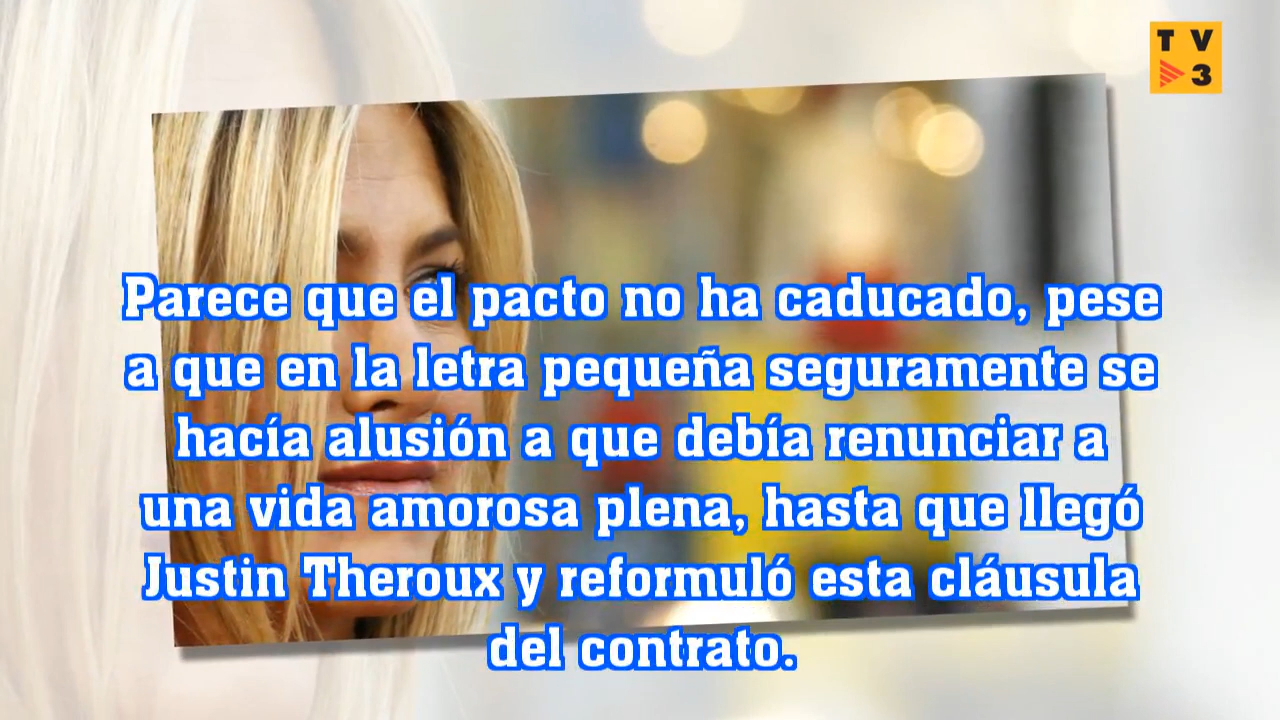 TV
3
Parece que el pacto no ha caducado, pese
a que en la letra pequeña seguramente se
hacía alusión a que debía renunciar a
una vida amorosa plena, hasta que llegó
Justin Theroux y reformuló esta cláusula
del contrato.